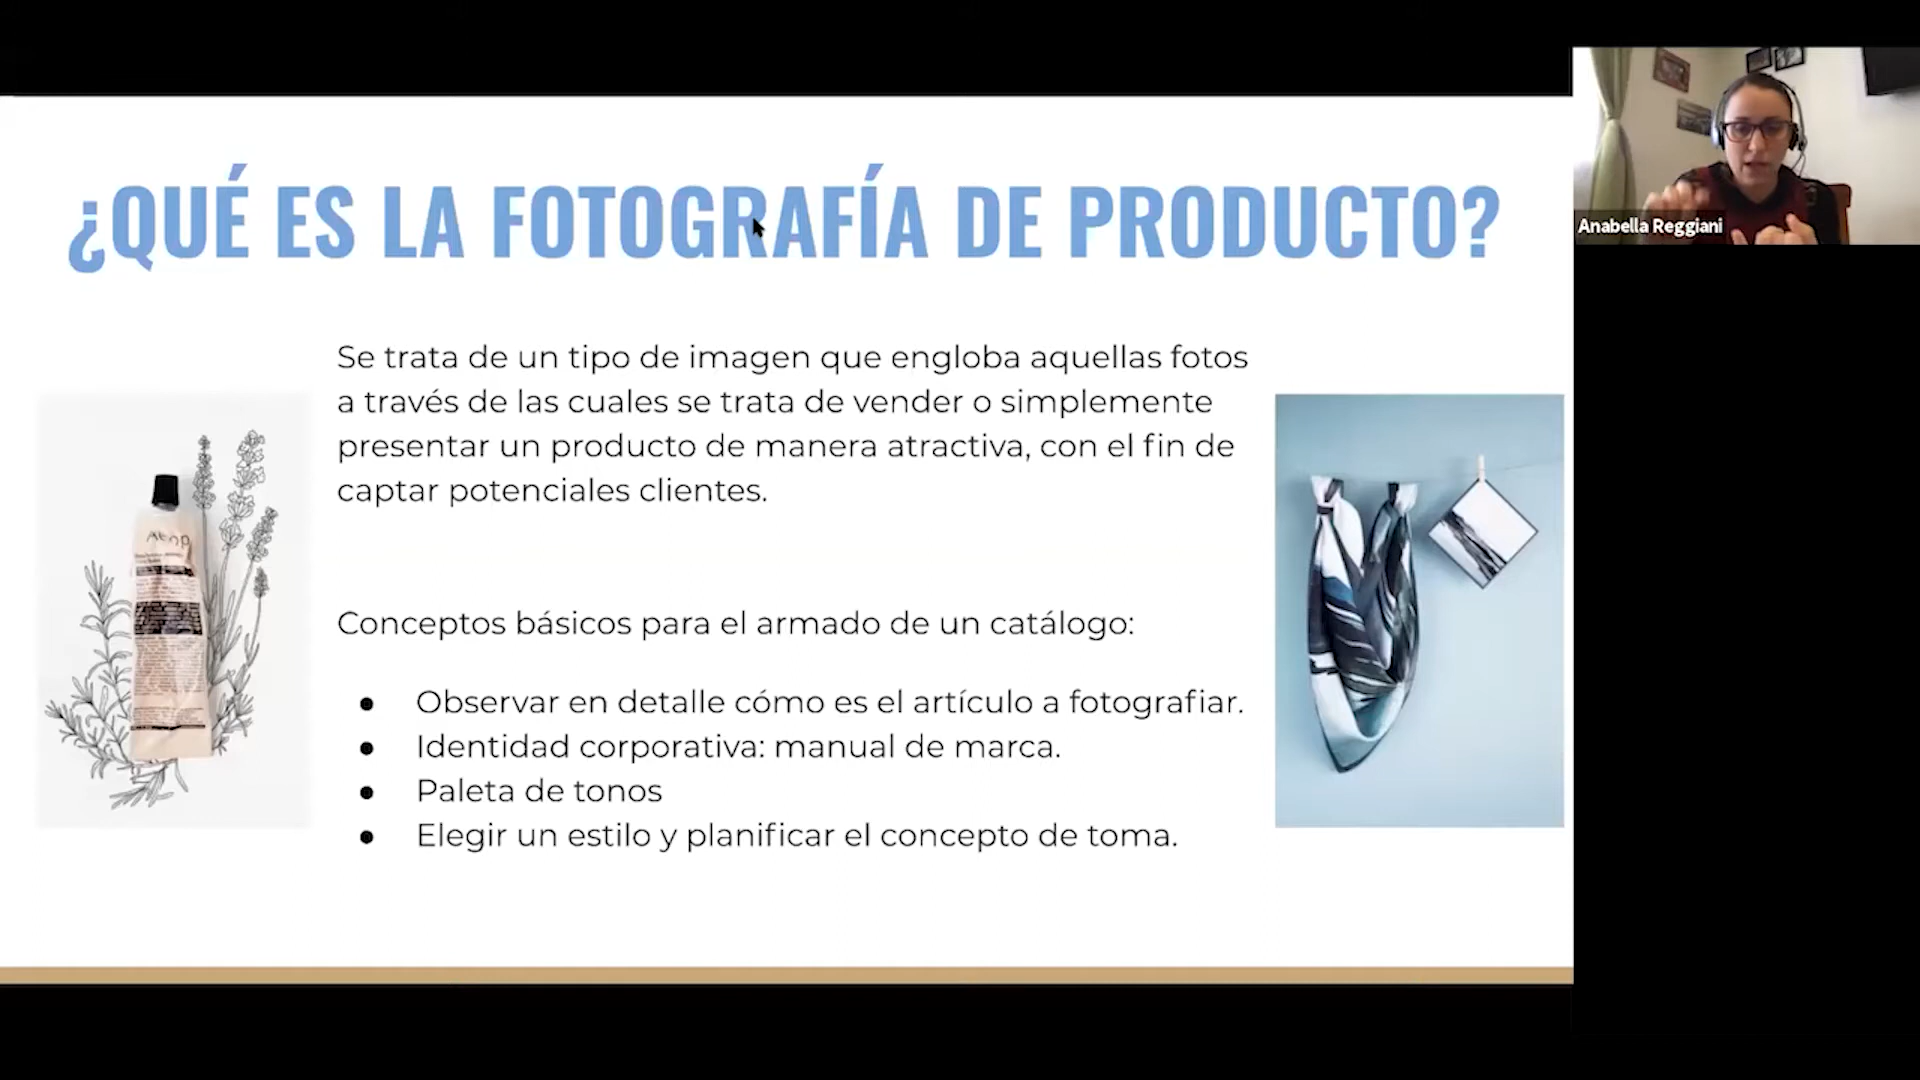 ¿QUÉ ES LA FOTOGRAFÍA DE PRODUCTO?
Se trata de un tipo de imagen que engloba aquellas fotos
a través de las cuales se trata de vender o simplemente
presentar un producto de manera atractiva, con el fin de
captar potenciales clientes.
Conceptos básicos para el armado de un catálogo:
● Observar en detalle cómo es el artículo a fotografiar.
● Identidad corporativa: manual de marca.
● Paleta de tonos
● Elegir un estilo y planificar el concepto de toma.
Anabella Reggiani